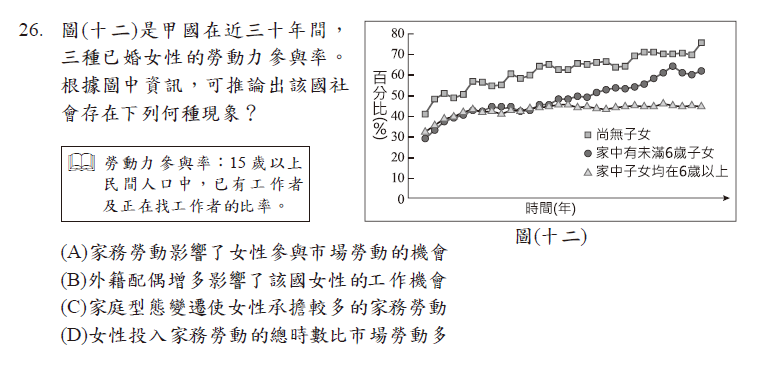 26. 圖(十二)是甲國在近三十年間，
三種已婚女性的勞動力參與率。
根據圖中資訊，可推論出該國社
會存在下列何種現象？
勞動力參與率：15 歲以上
民間人口中，已有工作者
及正在找工作者的比率。
百分比(%)
80
70
60
50
40
30
20
10
0
尚無子女
家中有未滿6歲子女
家中子女均在6歲以上
時間(年)
圖(十二)
(A)家務勞動影響了女性參與市場勞動的機會
(B)外籍配偶增多影響了該國女性的工作機會
(C)家庭型態變遷使女性承擔較多的家務勞動
(D)女性投入家務勞動的總時數比市場勞動多